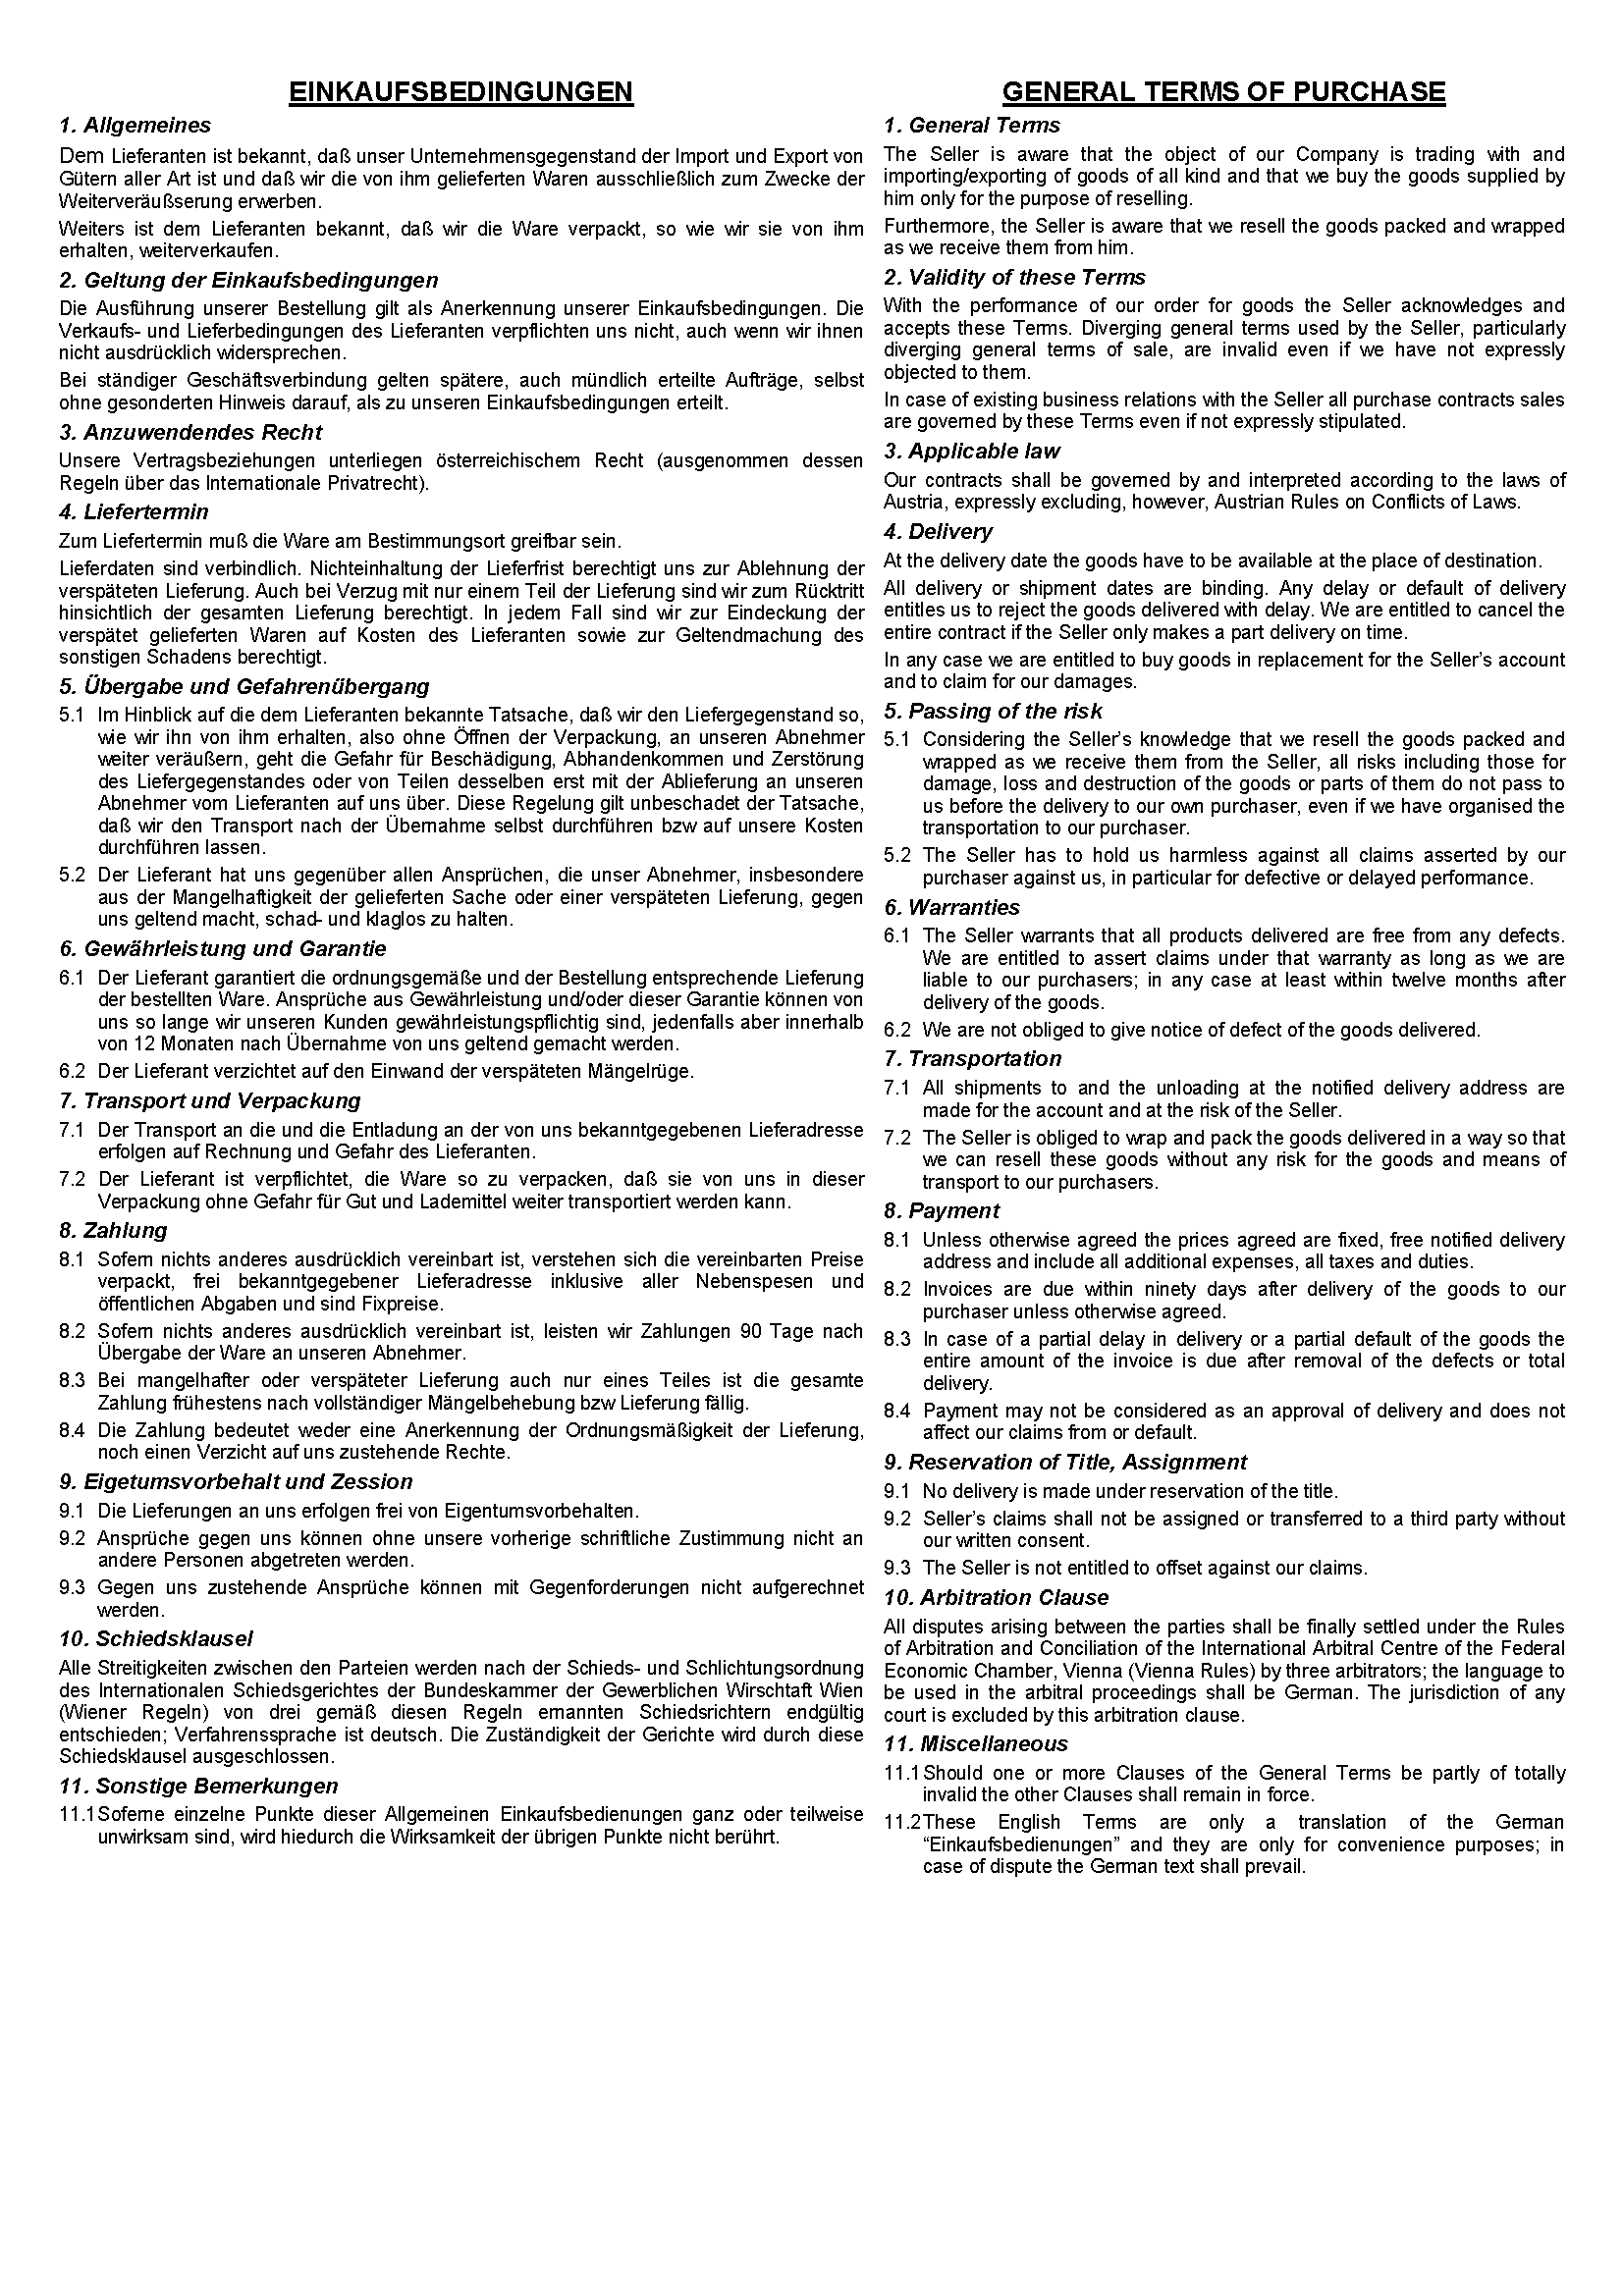 EINKAUFSBEDINGUNGEN
1. Allgemeines
Dem Lieferanten ist bekannt, daß unser Unternehmensgegenstand der Import und Export von
Gütern aller Art ist und daß wir die von ihm gelieferten Waren ausschließlich zum Zwecke der
Weiterveräußserung erwerben.
Weiters ist dem Lieferanten bekannt, daß wir die Ware verpackt, so wie wir sie von ihm
erhalten, weiterverkaufen.
2. Geltung der Einkaufsbedingungen
Die Ausführung unserer Bestellung gilt als Anerkennung unserer Einkaufsbedingungen. Die
Verkaufs- und Lieferbedingungen des Lieferanten verpflichten uns nicht, auch wenn wir ihnen
nicht ausdrücklich widersprechen.
Bei ständiger Geschäftsverbindung gelten spätere, auch mündlich erteilte Aufträge, selbst
ohne gesonderten Hinweis darauf, als zu unseren Einkaufsbedingungen erteilt.
3. Anzuwendendes Recht
Unsere Vertragsbeziehungen unterliegen österreichischem Recht (ausgenommen dessen
Regeln über das Internationale Privatrecht).
4. Liefertermin
Zum Liefertermin muß die Ware am Bestimmungsort greifbar sein.
Lieferdaten sind verbindlich. Nichteinhaltung der Lieferfrist berechtigt uns zur Ablehnung der
verspäteten Lieferung. Auch bei Verzug mit nur einem Teil der Lieferung sind wir zum Rücktritt
hinsichtlich der gesamten Lieferung berechtigt. In jedem Fall sind wir zur Eindeckung der
verspätet gelieferten Waren auf Kosten des Lieferanten sowie zur Geltendmachung des
sonstigen Schadens berechtigt.
5. Übergabe und Gefahrenübergang
5.1 Im Hinblick auf die dem Lieferanten bekannte Tatsache, daß wir den Liefergegenstand so,
wie wir ihn von ihm erhalten, also ohne Öffnen der Verpackung, an unseren Abnehmer
weiter veräußern, geht die Gefahr für Beschädigung, Abhandenkommen und Zerstörung
des Liefergegenstandes oder von Teilen desselben erst mit der Ablieferung an unseren
Abnehmer vom Lieferanten auf uns über. Diese Regelung gilt unbeschadet der Tatsache,
daß wir den Transport nach der Übernahme selbst durchführen bzw auf unsere Kosten
durchführen lassen.
5.2 Der Lieferant hat uns gegenüber allen Ansprüchen, die unser Abnehmer, insbesondere
aus der Mangelhaftigkeit der gelieferten Sache oder einer verspäteten Lieferung, gegen
uns geltend macht, schad- und klaglos zu halten.
6. Gewährleistung und Garantie
6.1 Der Lieferant garantiert die ordnungsgemäße und der Bestellung entsprechende Lieferung
der bestellten Ware. Ansprüche aus Gewährleistung und/oder dieser Garantie können von
uns so lange wir unseren Kunden gewährleistungspflichtig sind, jedenfalls aber innerhalb
von 12 Monaten nach Übernahme von uns geltend gemacht werden.
6.2 Der Lieferant verzichtet auf den Einwand der verspäteten Mängelrüge.
7. Transport und Verpackung
7.1 Der Transport an die und die Entladung an der von uns bekanntgegebenen Lieferadresse
erfolgen auf Rechnung und Gefahr des Lieferanten.
7.2 Der Lieferant ist verpflichtet, die Ware so zu verpacken, daß sie von uns in dieser
Verpackung ohne Gefahr für Gut und Lademittel weiter transportiert werden kann.
8. Zahlung
8.1 Sofern nichts anderes ausdrücklich vereinbart ist, verstehen sich die vereinbarten Preise
verpackt, frei bekanntgegebener Lieferadresse inklusive aller Nebenspesen und
öffentlichen Abgaben und sind Fixpreise.
8.2 Sofern nichts anderes ausdrücklich vereinbart ist, leisten wir Zahlungen 90 Tage nach
Übergabe der Ware an unseren Abnehmer.
8.3 Bei mangelhafter oder verspäteter Lieferung auch nur eines Teiles ist die gesamte
Zahlung frühestens nach vollständiger Mängelbehebung bzw Lieferung fällig.
8.4 Die Zahlung bedeutet weder eine Anerkennung der Ordnungsmäßigkeit der Lieferung,
noch einen Verzicht auf uns zustehende Rechte.
9. Eigetumsvorbehalt und Zession
9.1 Die Lieferungen an uns erfolgen frei von Eigentumsvorbehalten.
9.2 Ansprüche gegen uns können ohne unsere vorherige schriftliche Zustimmung nicht an
andere Personen abgetreten werden.
9.3 Gegen uns zustehende Ansprüche können mit Gegenforderungen nicht aufgerechnet
werden.
10. Schiedsklausel
Alle Streitigkeiten zwischen den Parteien werden nach der Schieds- und Schlichtungsordnung
des Internationalen Schiedsgerichtes der Bundeskammer der Gewerblichen Wirschtaft Wien
(Wiener Regeln) von drei gemäß diesen Regeln ernannten Schiedsrichtern endgültig
entschieden; Verfahrenssprache ist deutsch. Die Zuständigkeit der Gerichte wird durch diese
Schiedsklausel ausgeschlossen.
11. Sonstige Bemerkungen
11.1 Soferne einzelne Punkte dieser Allgemeinen Einkaufsbedienungen ganz oder teilweise
unwirksam sind, wird hiedurch die Wirksamkeit der übrigen Punkte nicht berührt.
GENERAL TERMS OF PURCHASE
1. General Terms
The Seller is aware that the object of our Company is trading with and
importing/exporting of goods of all kind and that we buy the goods supplied by
him only for the purpose of reselling.
Furthermore, the Seller is aware that we resell the goods packed and wrapped
as we receive them from him.
2. Validity of these Terms
With the performance of our order for goods the Seller acknowledges and
accepts these Terms. Diverging general terms used by the Seller, particularly
diverging general terms of sale, are invalid even if we have not expressly
objected to them.
In case of existing business relations with the Seller all purchase contracts sales
are governed by these Terms even if not expressly stipulated.
3. Applicable law
Our contracts shall be governed by and interpreted according to the laws of
Austria, expressly excluding, however, Austrian Rules on Conflicts of Laws.
4. Delivery
At the delivery date the goods have to be available at the place of destination.
All delivery or shipment dates are binding. Any delay or default of delivery
entitles us to reject the goods delivered with delay. We are entitled to cancel the
entire contract if the Seller only makes a part delivery on time.
In any case we are entitled to buy goods in replacement for the Seller's account
and to claim for our damages.
5. Passing of the risk
5.1 Considering the Seller's knowledge that we resell the goods packed and
wrapped as we receive them from the Seller, all risks including those for
damage, loss and destruction of the goods or parts of them do not pass to
us before the delivery to our own purchaser, even if we have organised the
transportation to our purchaser.
5.2 The Seller has to hold us harmless against all claims asserted by our
purchaser against us, in particular for defective or delayed performance.
6. Warranties
6.1 The Seller warrants that all products delivered are free from any defects.
We are entitled to assert claims under that warranty as long as we are
liable to our purchasers; in any case at least within twelve months after
delivery of the goods.
6.2 We are not obliged to give notice of defect of the goods delivered.
7. Transportation
7.1 All shipments to and the unloading at the notified delivery address are
made for the account and at the risk of the Seller.
7.2 The Seller is obliged to wrap and pack the goods delivered in a way so that
we can resell these goods without any risk for the goods and means of
transport to our purchasers.
8. Payment
8.1 Unless otherwise agreed the prices agreed are fixed, free notified delivery
address and include all additional expenses, all taxes and duties.
8.2 Invoices are due within ninety days after delivery of the goods to our
purchaser unless otherwise agreed.
8.3 In case of a partial delay in delivery or a partial default of the goods the
entire amount of the invoice is due after removal of the defects or total
delivery.
8.4 Payment may not be considered as an approval of delivery and does not
affect our claims from or default.
9. Reservation of Title, Assignment
9.1 No delivery is made under reservation of the title.
9.2 Seller's claims shall not be assigned or transferred to a third party without
our written consent.
9.3 The Seller is not entitled to offset against our claims.
10. Arbitration Clause
All disputes arising between the parties shall be finally settled under the Rules
of Arbitration and Conciliation of the International Arbitral Centre of the Federal
Economic Chamber, Vienna (Vienna Rules) by three arbitrators; the language to
be used in the arbitral proceedings shall be German. The jurisdiction of any
court is excluded by this arbitration clause.
11. Miscellaneous
11.1 Should one or more Clauses of the General Terms be partly of totally
invalid the other Clauses shall remain in force.
11.2 These English Terms are only a translation of the German
“Einkaufsbedienungen” and they are only for convenience purposes; in
case of dispute the German text shall prevail.